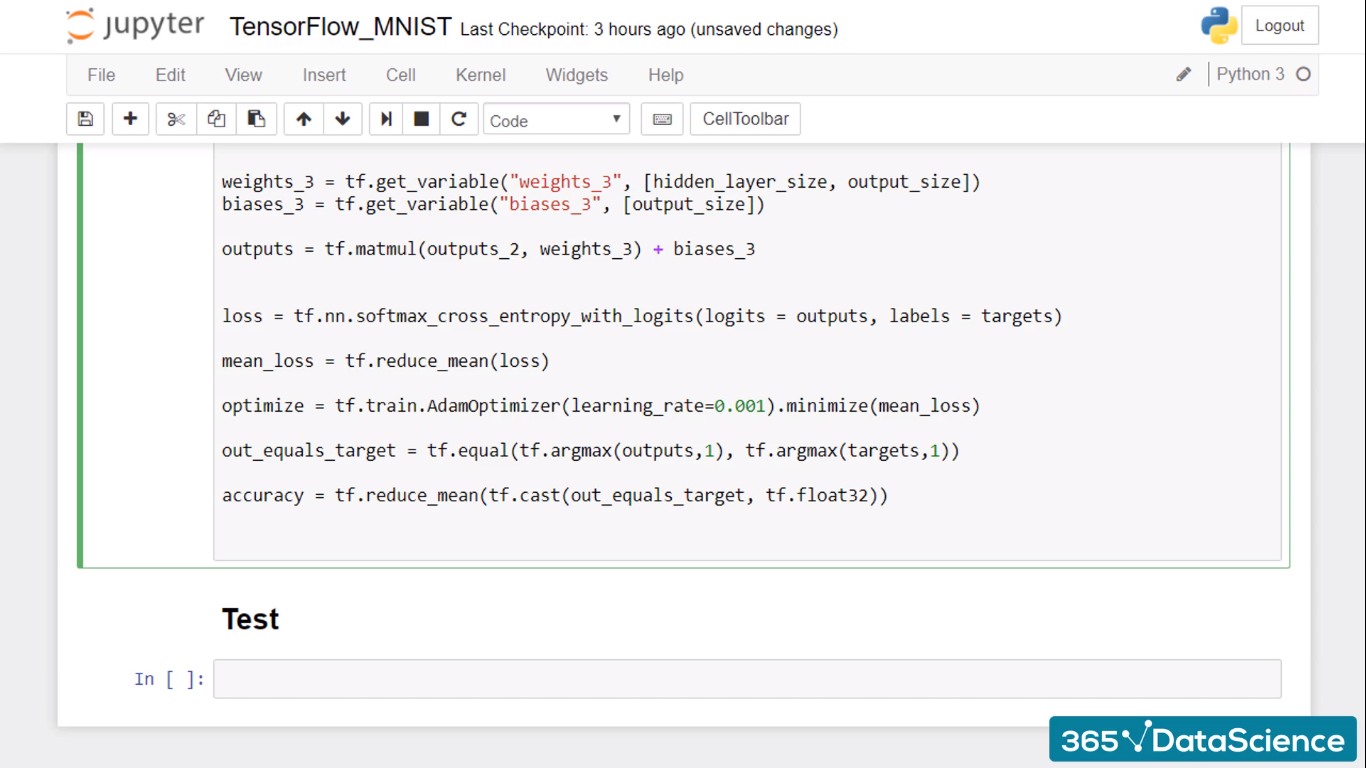 jupyter TensorFlow_MNIST Last Checkpoint: 3 hours ago (unsaved changes) Logout
File Edit View Insert Cell Kernel Widgets Help Python 3
Code CellToolbar
weights_3 = tf.get_variable("weights_3", [hidden_layer_size, output_size])
biases_3 = tf.get_variable("biases_3", [output_size])
outputs = tf.matmul(outputs_2, weights_3) + biases_3
loss = tf.nn.softmax_cross_entropy_with_logits(logits = outputs, labels = targets)
mean_loss = tf.reduce_mean(loss)
optimize = tf.train.AdamOptimizer(learning_rate=0.001).minimize(mean_loss)
out_equals_target = tf.equal(tf.argmax(outputs,1), tf.argmax(targets,1))
accuracy = tf.reduce_mean(tf.cast(out_equals_target, tf.float32))
Test
In [ ]:
365 DataScience